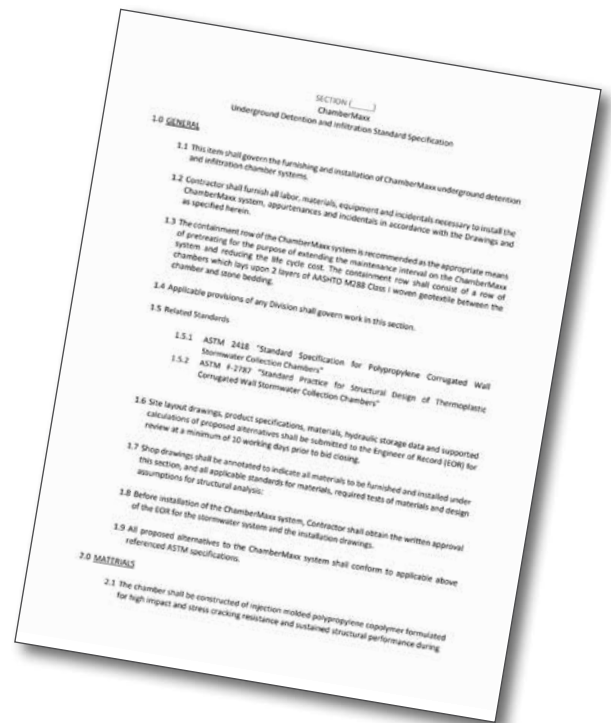 SECTION (____)
ChamberMaxx
Underground Detention and Infiltration Standard Specification
1.0 GENERAL
1.1 This item shall govern the furnishing and installation of ChamberMaxx underground detention
and infiltration chamber systems.
1.2 Contractor shall furnish all labor, materials, equipment and incidentals necessary to install the
ChamberMaxx system, appurtenances and incidentals in accordance with the Drawings and
as specified herein.
1.3 The containment row of the ChamberMaxx system is recommended as the appropriate means
of pretreating for the purpose of extending the maintenance interval on the ChamberMaxx
system and reducing the life cycle cost. The containment row shall consist of a row of
chambers which lays upon 2 layers of AASHTO M288 Class I woven geotextile between the
chamber and stone bedding.
1.4 Applicable provisions of any Division shall govern work in this section.
1.5 Related Standards
1.5.1 ASTM 2418 "Standard Specification for Polypropylene Corrugated Wall
Stormwater Collection Chambers"
1.5.2 ASTM F-2787 "Standard Practice for Structural Design of Thermoplastic
Corrugated Wall Stormwater Collection Chambers"
1.6 Site layout drawings, product specifications, materials, hydraulic storage data and supported
calculations of proposed alternatives shall be submitted to the Engineer of Record (EOR) for
review at a minimum of 10 working days prior to bid closing.
1.7 Shop drawings shall be annotated to indicate all materials to be furnished and installed under
this section, and all applicable standards for materials, required tests of materials and design
assumptions for structural analysis:
1.8 Before installation of the ChamberMaxx system, Contractor shall obtain the written approval
of the EOR for the stormwater system and the installation drawings.
1.9 All proposed alternatives to the ChamberMaxx system shall conform to applicable above
referenced ASTM specifications.
2.0 MATERIALS
2.1 The chamber shall be constructed of injection molded polypropylene copolymer formulated
for high impact and stress cracking resistance and sustained structural performance during